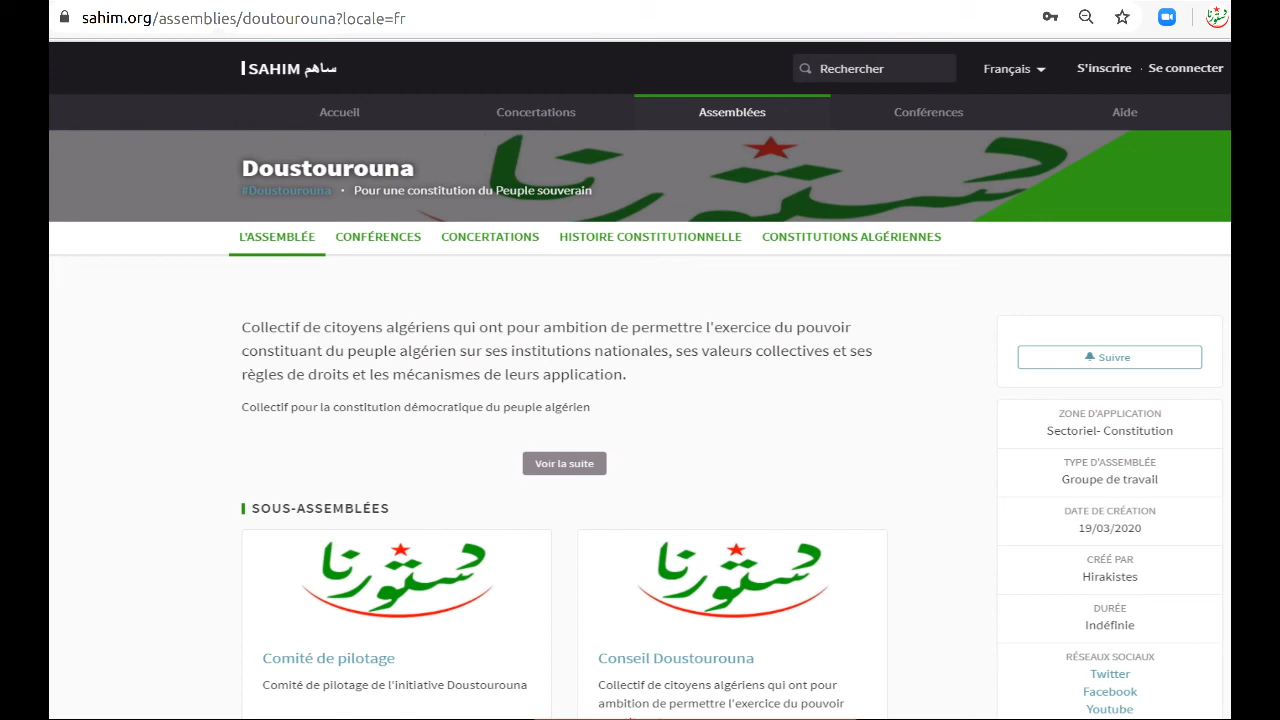 sahim.org/assemblies/doutourouna?locale=fr
SAHIM ساهم
Rechercher
Français
S'inscrire · Se connecter
Accueil
Concertations
Assemblées
Conférences
Aide
دستورنا
Doustourouna
#Doustourouna • Pour une constitution du Peuple souverain
L'ASSEMBLÉE
CONFÉRENCES
CONCERTATIONS
HISTOIRE CONSTITUTIONNELLE
CONSTITUTIONS ALGÉRIENNES
Collectif de citoyens algériens qui ont pour ambition de permettre l'exercice du pouvoir
constituant du peuple algérien sur ses institutions nationales, ses valeurs collectives et ses
règles de droits et les mécanismes de leurs application.
Collectif pour la constitution démocratique du peuple algérien
Voir la suite
SOUS-ASSEMBLÉES
دستورنا
Comité de pilotage
Comité de pilotage de l'initiative Doustourouna
دستورنا
Conseil Doustourouna
Collectif de citoyens algériens qui ont pour
ambition de permettre l'exercice du pouvoir
Suivre
ZONE D'APPLICATION
Sectoriel- Constitution
TYPE D'ASSEMBLÉE
Groupe de travail
DATE DE CRÉATION
19/03/2020
CRÉÉ PAR
Hirakistes
DURÉE
Indéfinie
RÉSEAUX SOCIAUX
Twitter
Facebook
Youtube